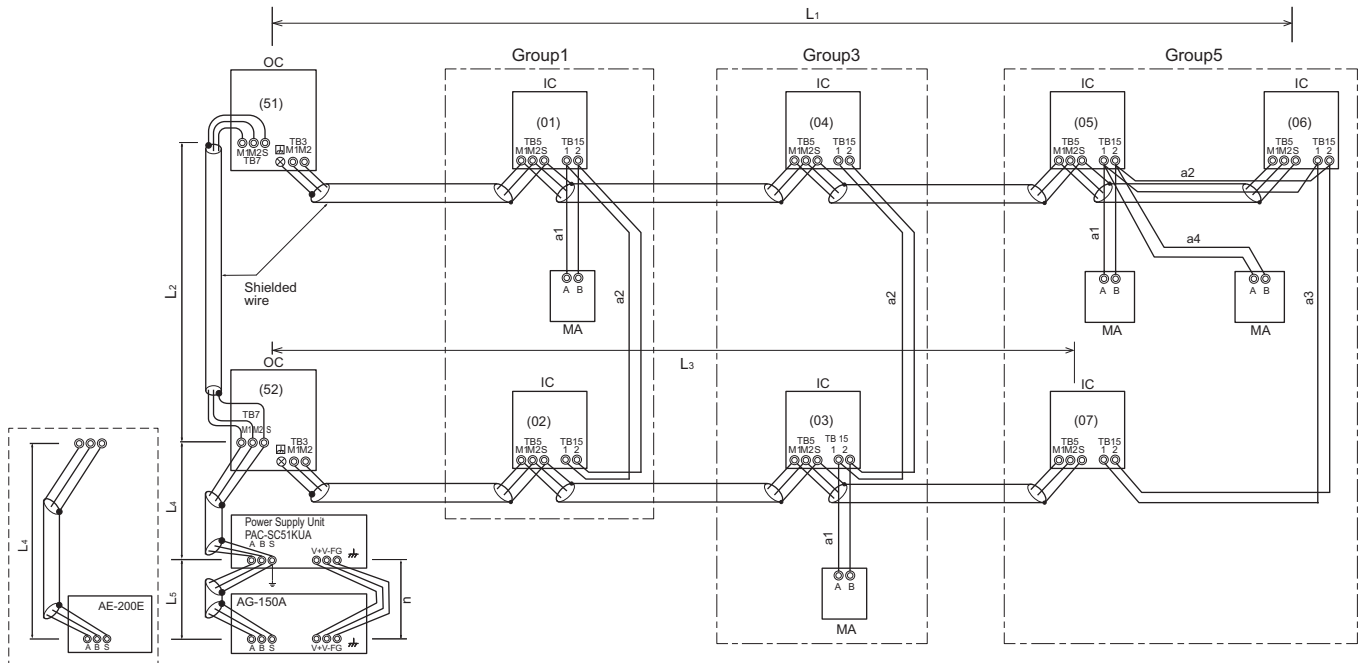 L1
Group1
Group3
Group5
OC
(51)
M1M2S
TB7
TB3
M1M2
IC
(01)
TB5
M1M2S
TB15
1 2
IC
(04)
TB5
M1M2S
TB15
1 2
IC
(05)
TB5
M1M2S
TB15
1 2
IC
(06)
TB5
M1M2S
TB15
1 2
a2
a1
a1
a4
L2
Shielded
wire
A B
MA
a2
a2
A B
MA
A B
MA
a3
L3
OC
(52)
TB7
M1 M2 S
TB3
M1M2
IC
(02)
TB5
M1M2S
TB15
1 2
IC
(03)
TB5
M1M2S
TB 15
1 2
IC
(07)
TB5
M1M2S
TB15
1 2
L4
L4
Power Supply Unit
PAC-SC51KUA
A B S
V+V-FG
a1
L5
n
AG-150A
A B S
V+V-FG
AE-200E
A B S
A B
MA